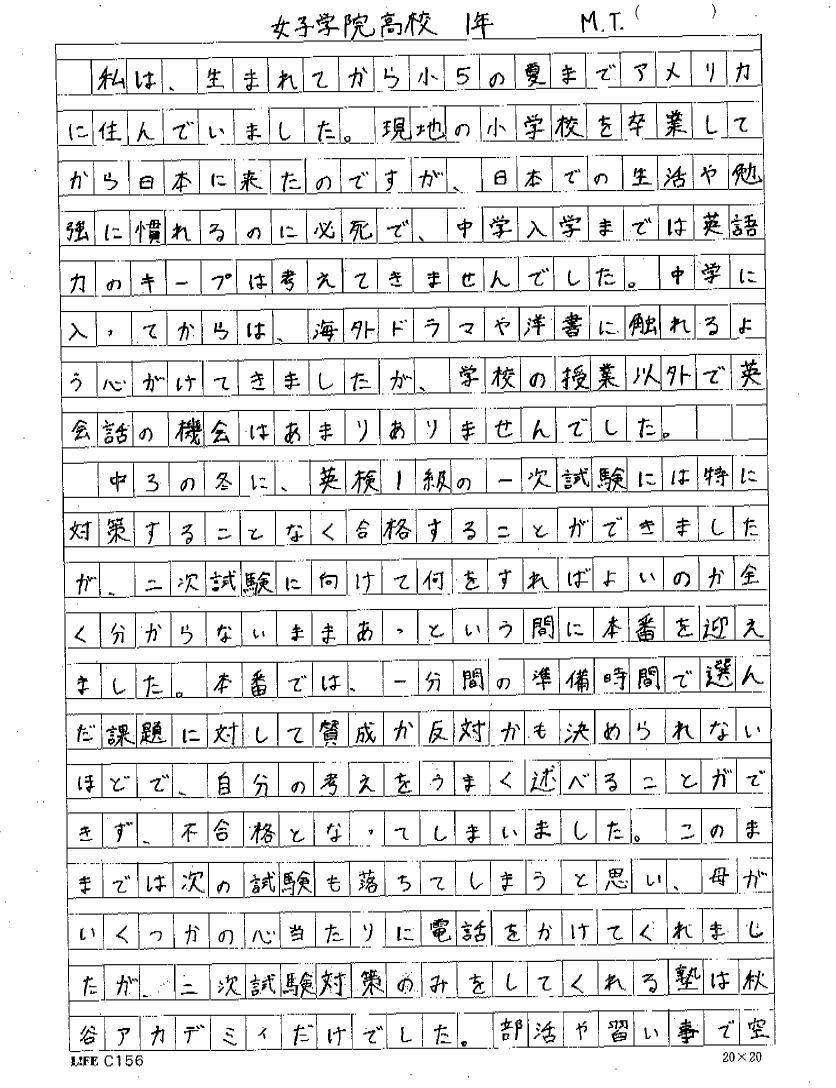 女子学院高校 1年 M.T.( )
私は、生まれてから小5の夏までアメリカ
に住んでいました。現地の小学校を卒業して
から日本に来たのですが、日本での生活や勉
強に慣れるのに必死で、中学入学までは英語
力のキープは考えてきませんでした。中学に
入ってからは、海外ドラマや洋書に触れるよ
う心がけてきましたが、学校の授業以外で英
会話の機会はあまりありませんでした。
中3の冬に、英検1級の一次試験には特に
対策することなく合格することができました
が、二次試験に向けて何をすればよいのか全
く分からないままあっという間に本番を迎え
ました。本番では、一分間の準備時間で選ん
だ課題に対して賛成か反対かも決められない
ほどで、自分の考えをうまく述べることがで
きず、不合格となってしまいました。このま
までは次の試験も落ちてしまうと思い、母が
いくつかの心当たりに電話をかけてくれまし
たが、二次試験対策のみをしてくれる塾は秋
谷アカデミィだけでした。部活や習い事で空
LIFE C156 20×20